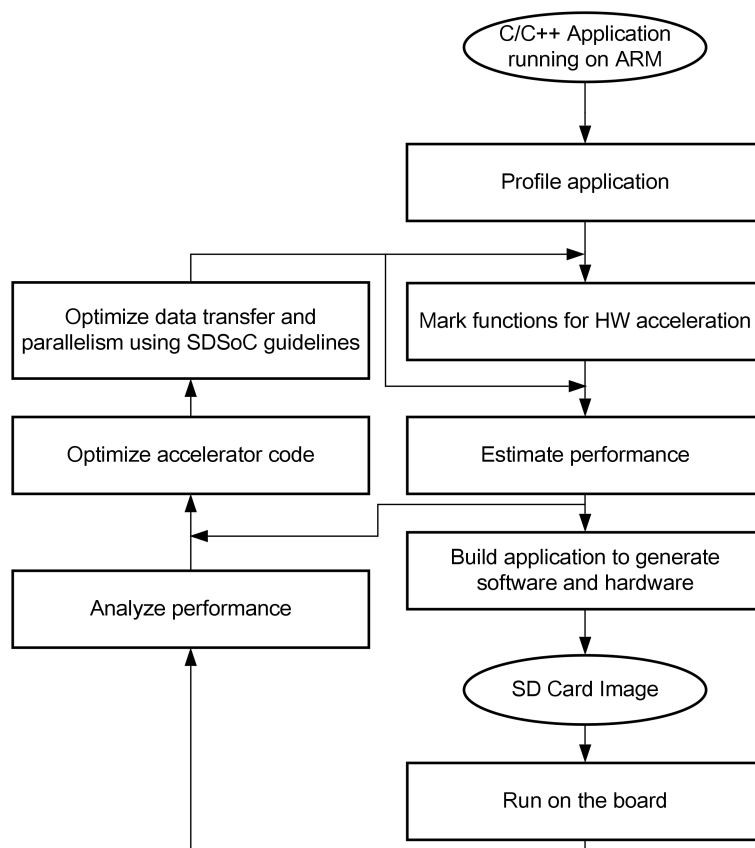 C/C++ Application
running on ARM
Profile application
Optimize data transfer and
parallelism using SDSoC guidelines
Mark functions for HW acceleration
Optimize accelerator code
Estimate performance
Build application to generate
software and hardware
Analyze performance
SD Card Image
Run on the board